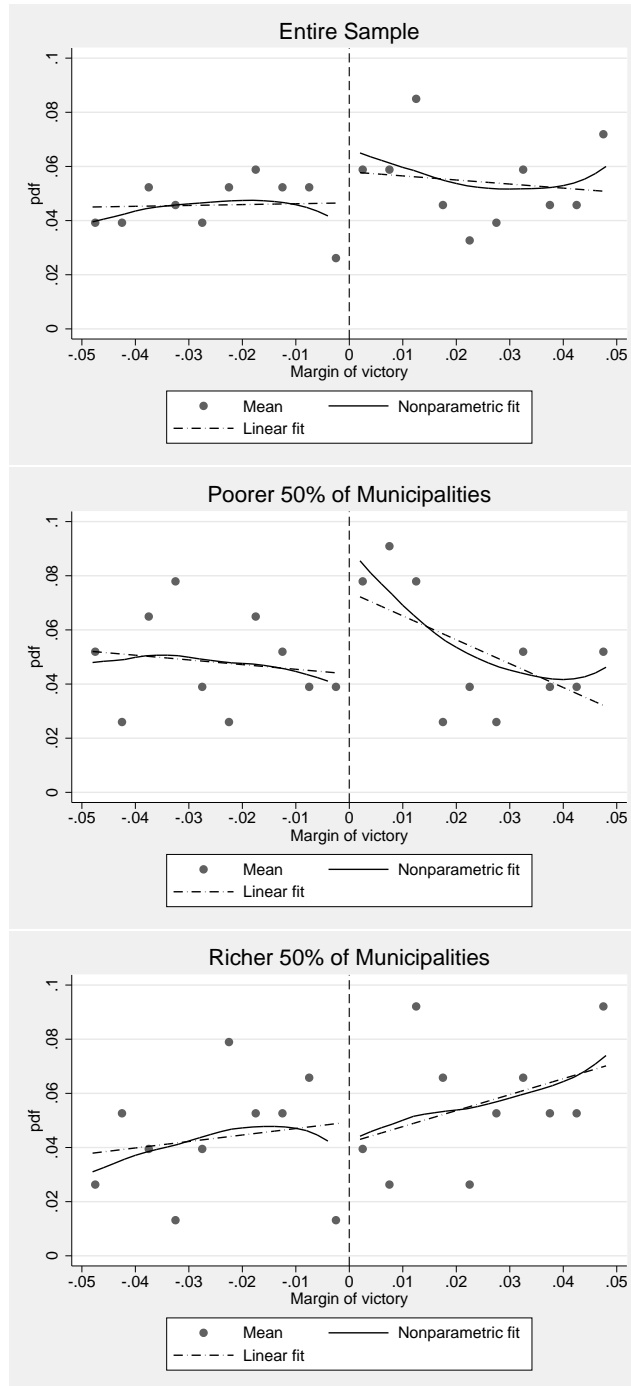 Entire Sample
pdf
.1
.08
.06
.04
.02
0
-.05 -.04 -.03 -.02 -.01 0 .01 .02 .03 .04 .05
Margin of victory
Mean Nonparametric fit
Linear fit
Poorer 50% of Municipalities
pdf
.1
.08
.06
.04
.02
0
-.05 -.04 -.03 -.02 -.01 0 .01 .02 .03 .04 .05
Margin of victory
Mean Nonparametric fit
Linear fit
Richer 50% of Municipalities
pdf
.1
.08
.06
.04
.02
0
-.05 -.04 -.03 -.02 -.01 0 .01 .02 .03 .04 .05
Margin of victory
Mean Nonparametric fit
Linear fit